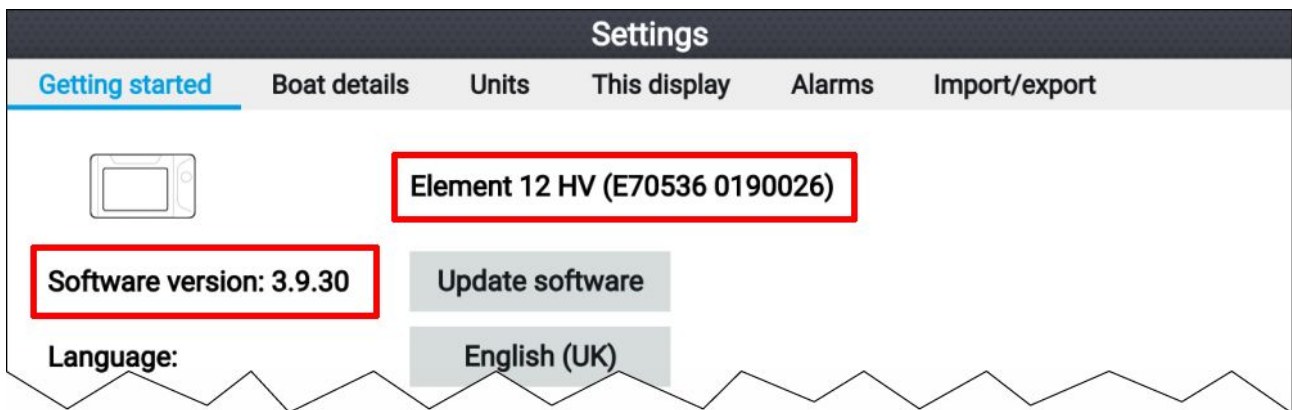 Settings
Getting started Boat details Units This display Alarms Import/export
Element 12 HV (E70536 0190026)
Software version: 3.9.30 Update software
Language: English (UK)